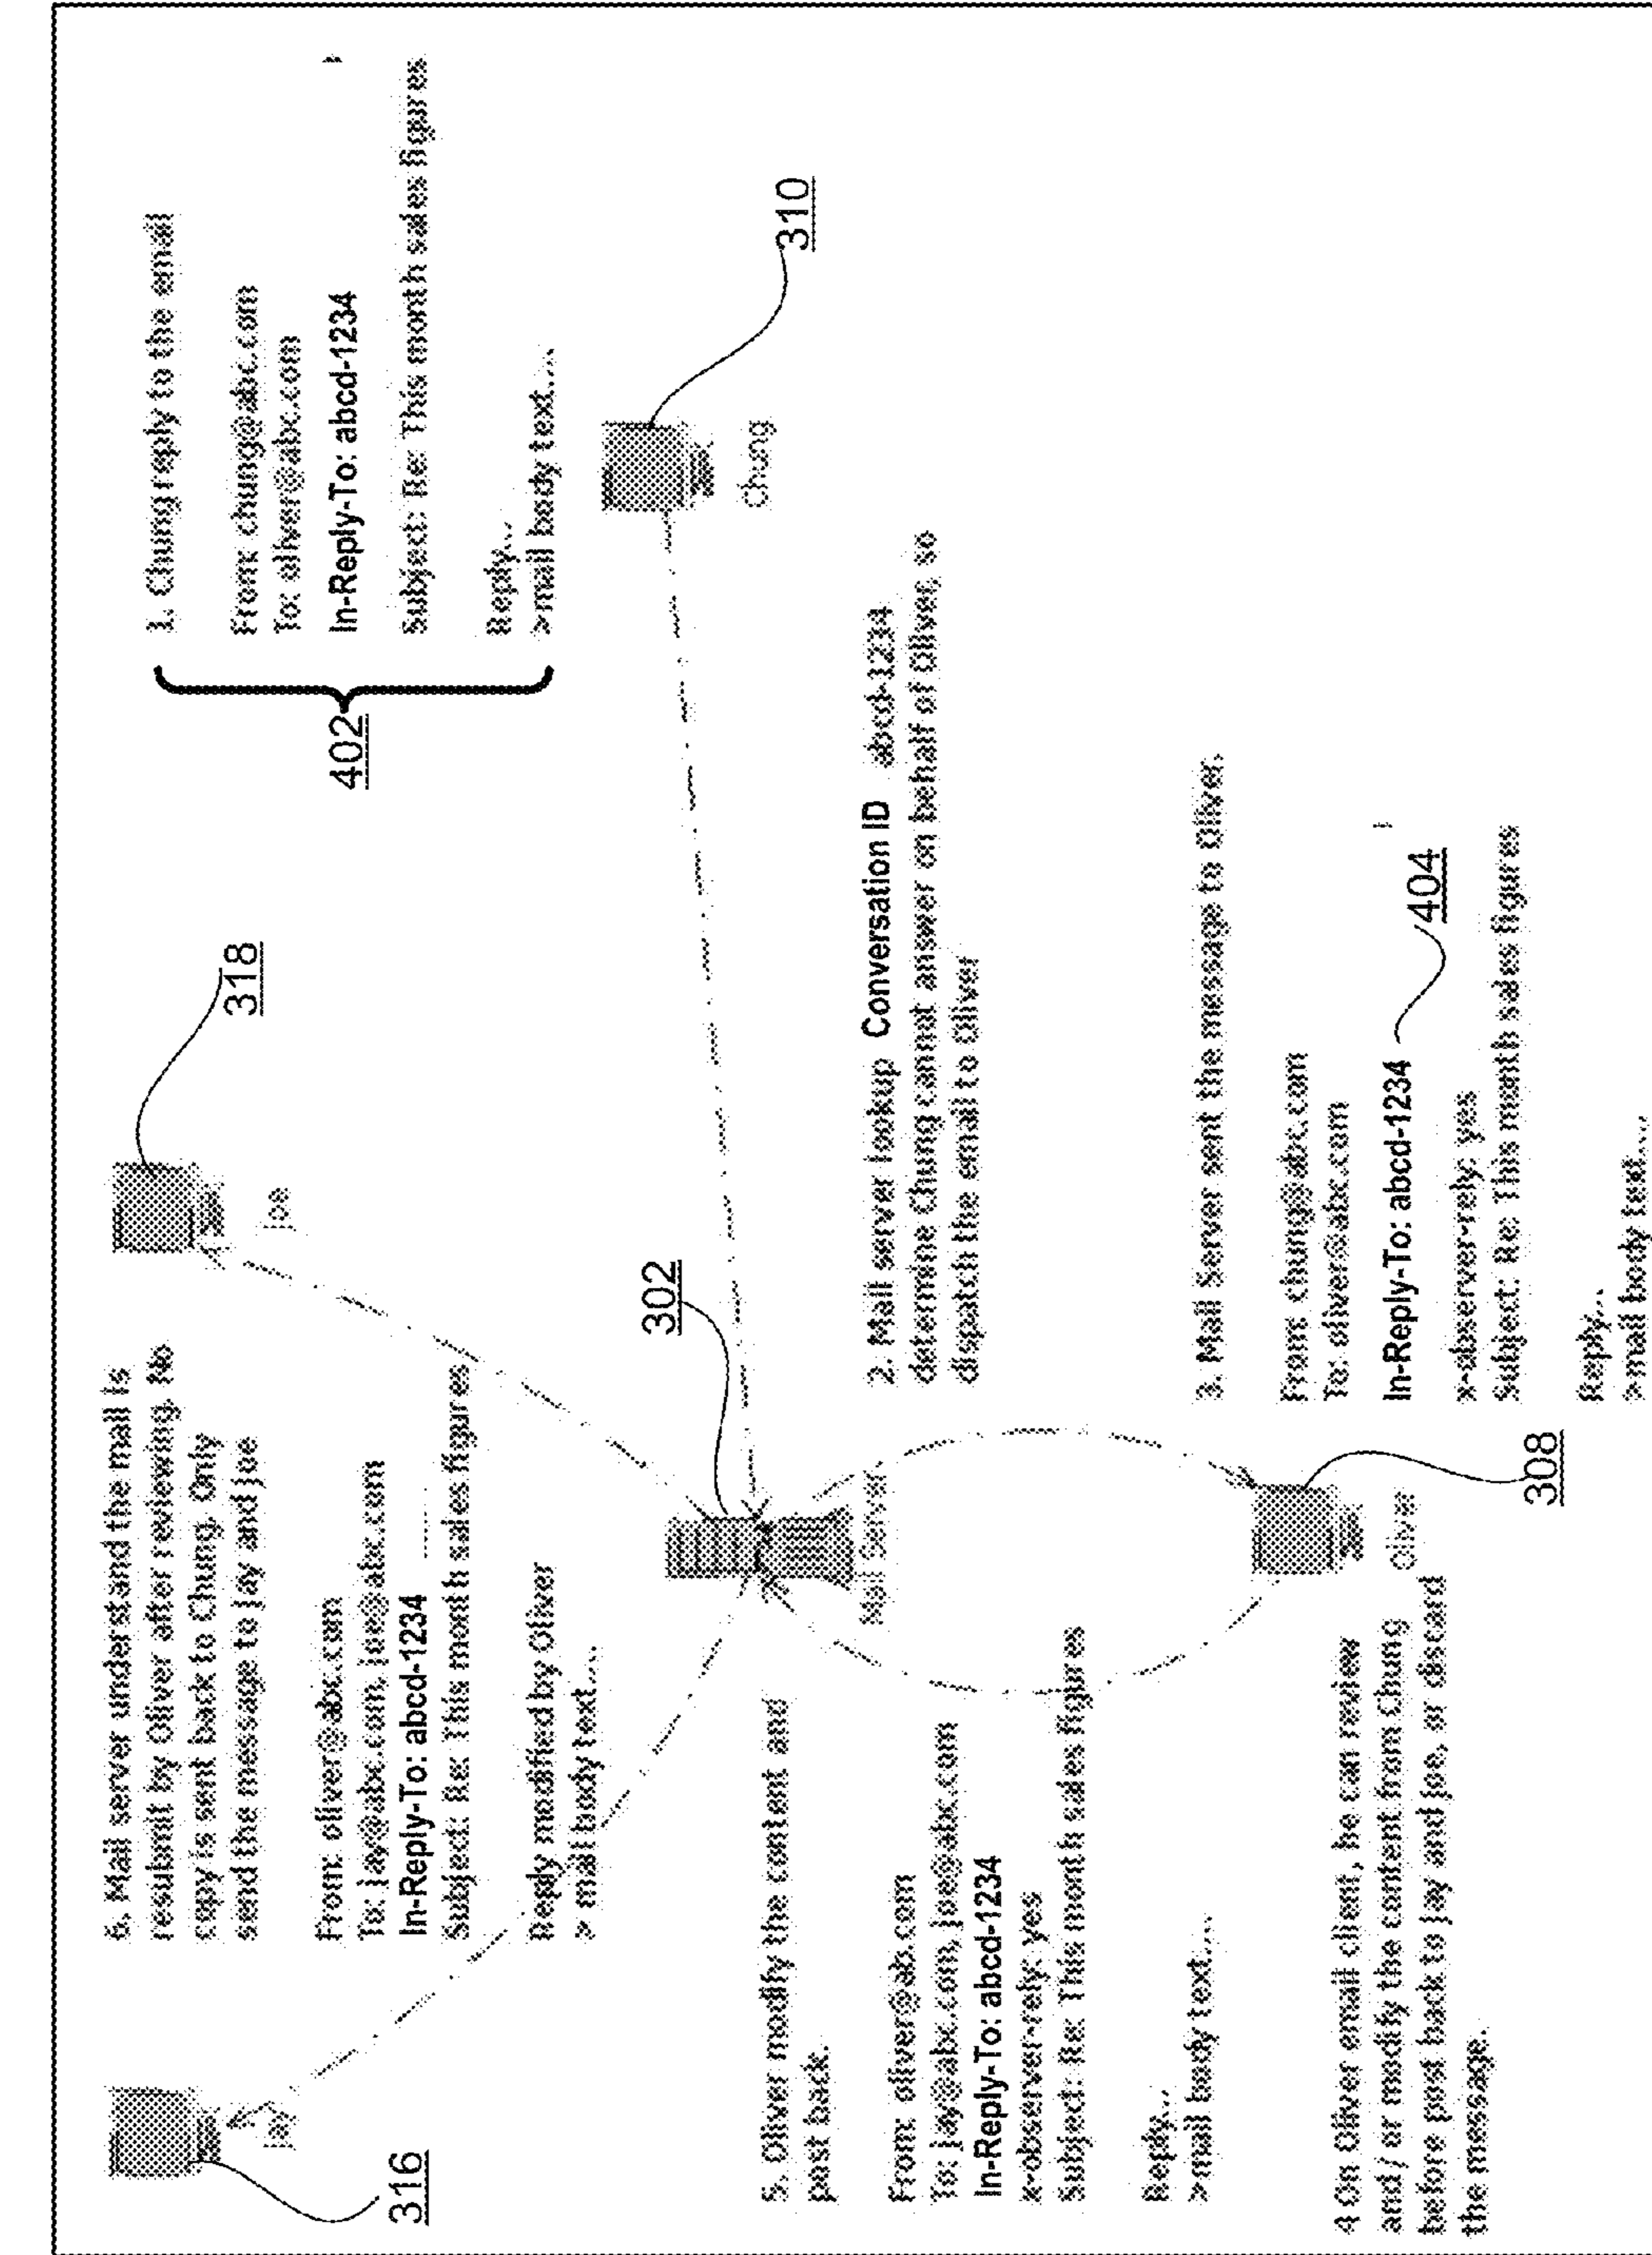 6. Mail server understand the mail is
resubmit by Oliver after reviewing. No
copy is sent back to Chung. Only
send the message to jay and joe
From: oliver@abc.com
To: jay@abc.com, joe@abc.com
In-Reply-To: abcd-1234
Subject: Re: This month sales figures
Reply modified by Oliver
> mail body text...
316
Jay
318
Joe
402
1. Chung reply to the email
From: chung@abc.com
To: oliver@abc.com
In-Reply-To: abcd-1234
Subject: Re: This month sales figures
Reply...
>mail body text...
310
Chung
302
Mail Server
2. Mail server lookup Conversation ID abcd-1234
determine Chung cannot answer on behalf of Oliver, so
dispatch the email to Oliver
5. Oliver modify the content and
post back.
From: oliver@ab.com
To: jay@abc.com, joe@abc.com
In-Reply-To: abcd-1234
x-observer-rely: yes
Subject: Re: This month sales figures
Reply...
>mail body text...
3. Mail Server sent the message to Oliver.
From: chung@abc.com
To: oliver@abc.com
In-Reply-To: abcd-1234
404
x-observer-rely: yes
Subject: Re: This month sales figures
Reply...
>mail body text...
Oliver
308
4 On Oliver email client, he can review
and / or modify the content from Chung
before post back to jay and joe, or discard
the message.